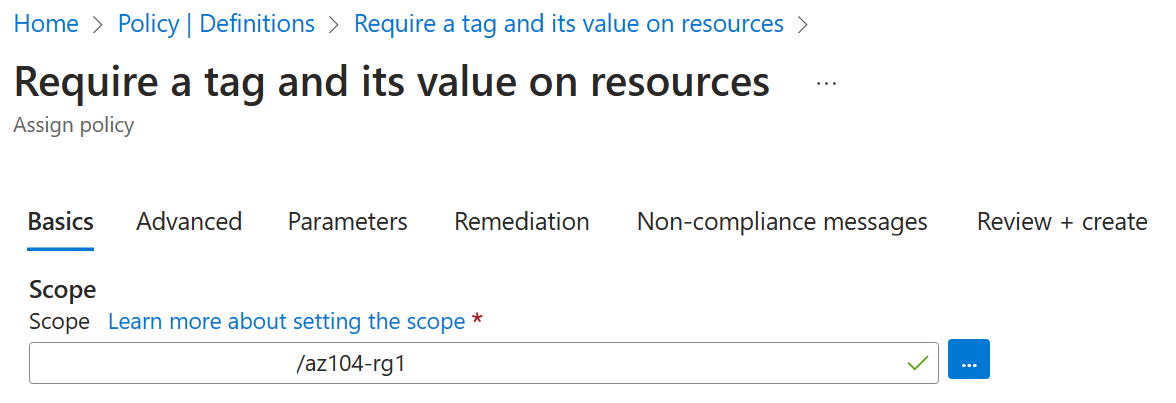 Home > Policy | Definitions > Require a tag and its value on resources >
Require a tag and its value on resources ...
Assign policy
Basics Advanced Parameters Remediation Non-compliance messages Review + create
Scope
Scope Learn more about setting the scope *
/az104-rg1 ...